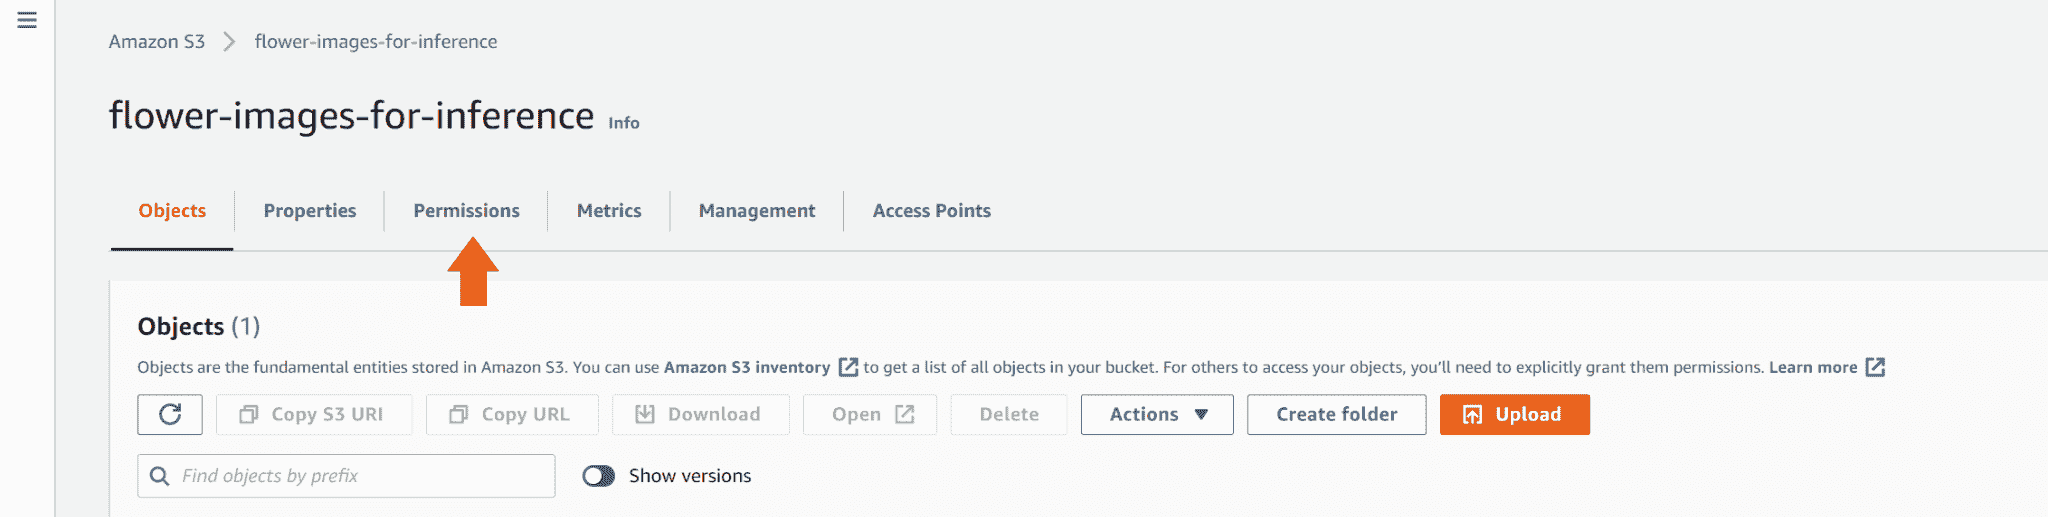 Amazon S3 > flower-images-for-inference
flower-images-for-inference Info
Objects Properties Permissions Metrics Management Access Points
Objects (1)
Objects are the fundamental entities stored in Amazon S3. You can use Amazon S3 inventory to get a list of all objects in your bucket. For others to access your objects, you'll need to explicitly grant them permissions. Learn more
Copy S3 URI Copy URL Download Open Delete Actions Create folder Upload
Find objects by prefix Show versions